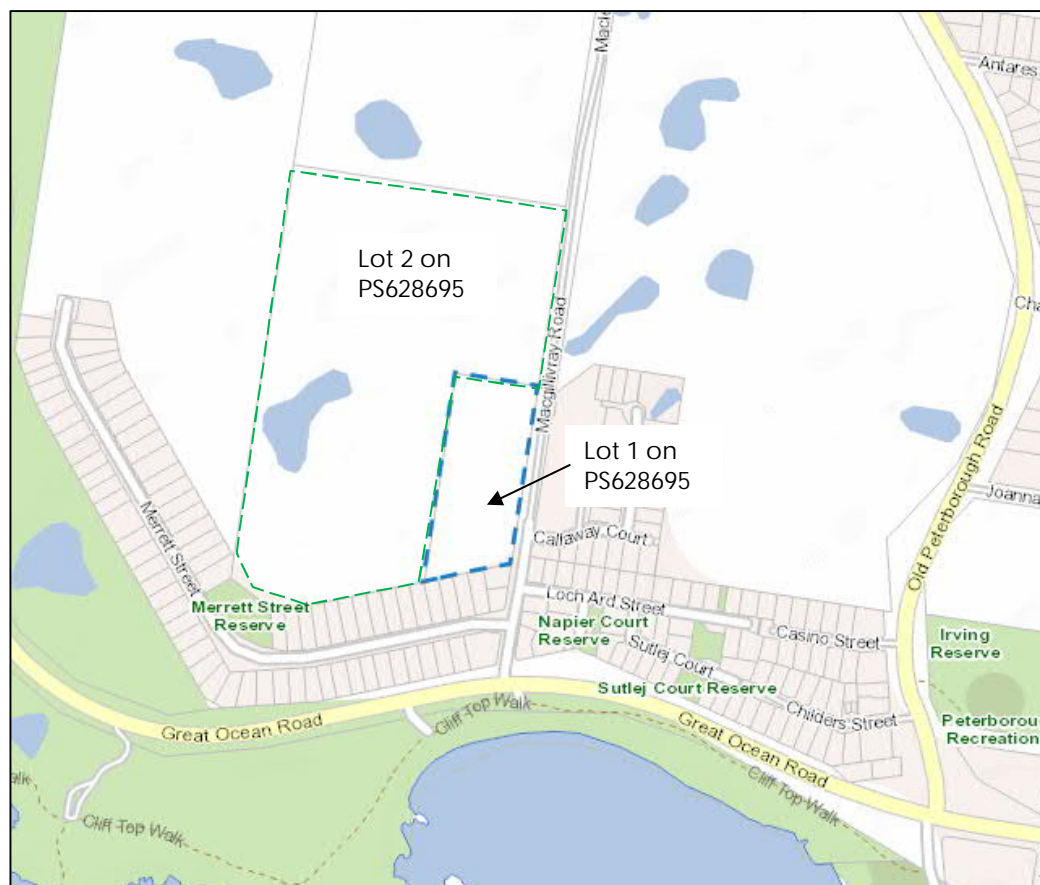 Macle
Antares
Lot 2 on
PS628695
Macgillivray Road
Cha
Lot 1 on
PS628695
Old Peterborough Road
Joanna
Merrett Street
Callaway Court
Merrett Street
Reserve
Loch Ard Street
Napier Court
Reserve
Casino Street
Irving
Reserve
Sutlej Court
Sutlej Court Reserve
Childers Street
Peterborou
Recreation
Great Ocean Road
Cliff Top Walk
Great Ocean Road
Cliff Top Walk
alk
Cliff Top Walk